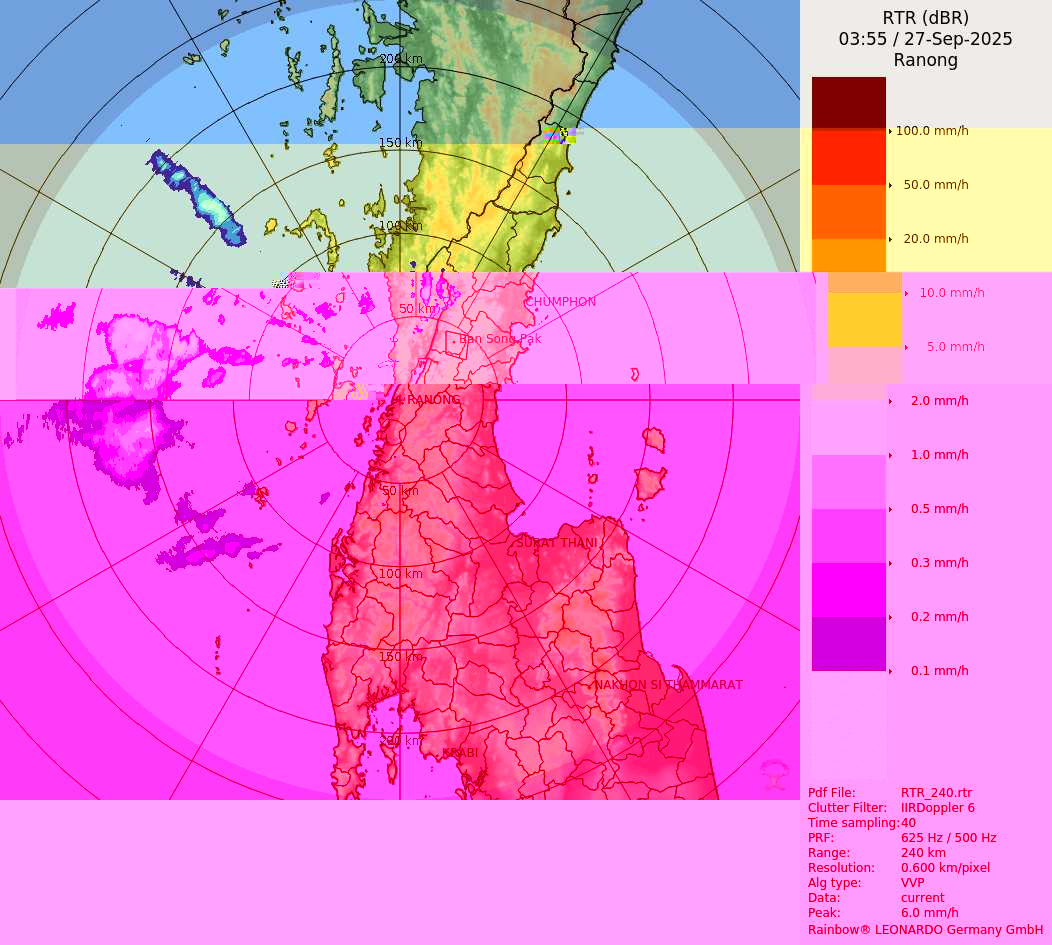 RTR (dBR)
03:55 / 27-Sep-2025
Ranong
100.0 mm/h
50.0 mm/h
20.0 mm/h
10.0 mm/h
5.0 mm/h
2.0 mm/h
1.0 mm/h
0.5 mm/h
0.3 mm/h
0.2 mm/h
0.1 mm/h
200 km
150 km
100 km
50 km
CHUMPHON
Ban Song Pak
RANONG
50 km
SURAT THANI
100 km
150 km
NAKHON SI THAMMARAT
200 km
KRABI
Pdf File: RTR_240.rtr
Clutter Filter: IIRDoppler 6
Time sampling:40
PRF: 625 Hz / 500 Hz
Range: 240 km
Resolution: 0.600 km/pixel
Alg type: VVP
Data: current
Peak: 6.0 mm/h
Rainbow® LEONARDO Germany GmbH